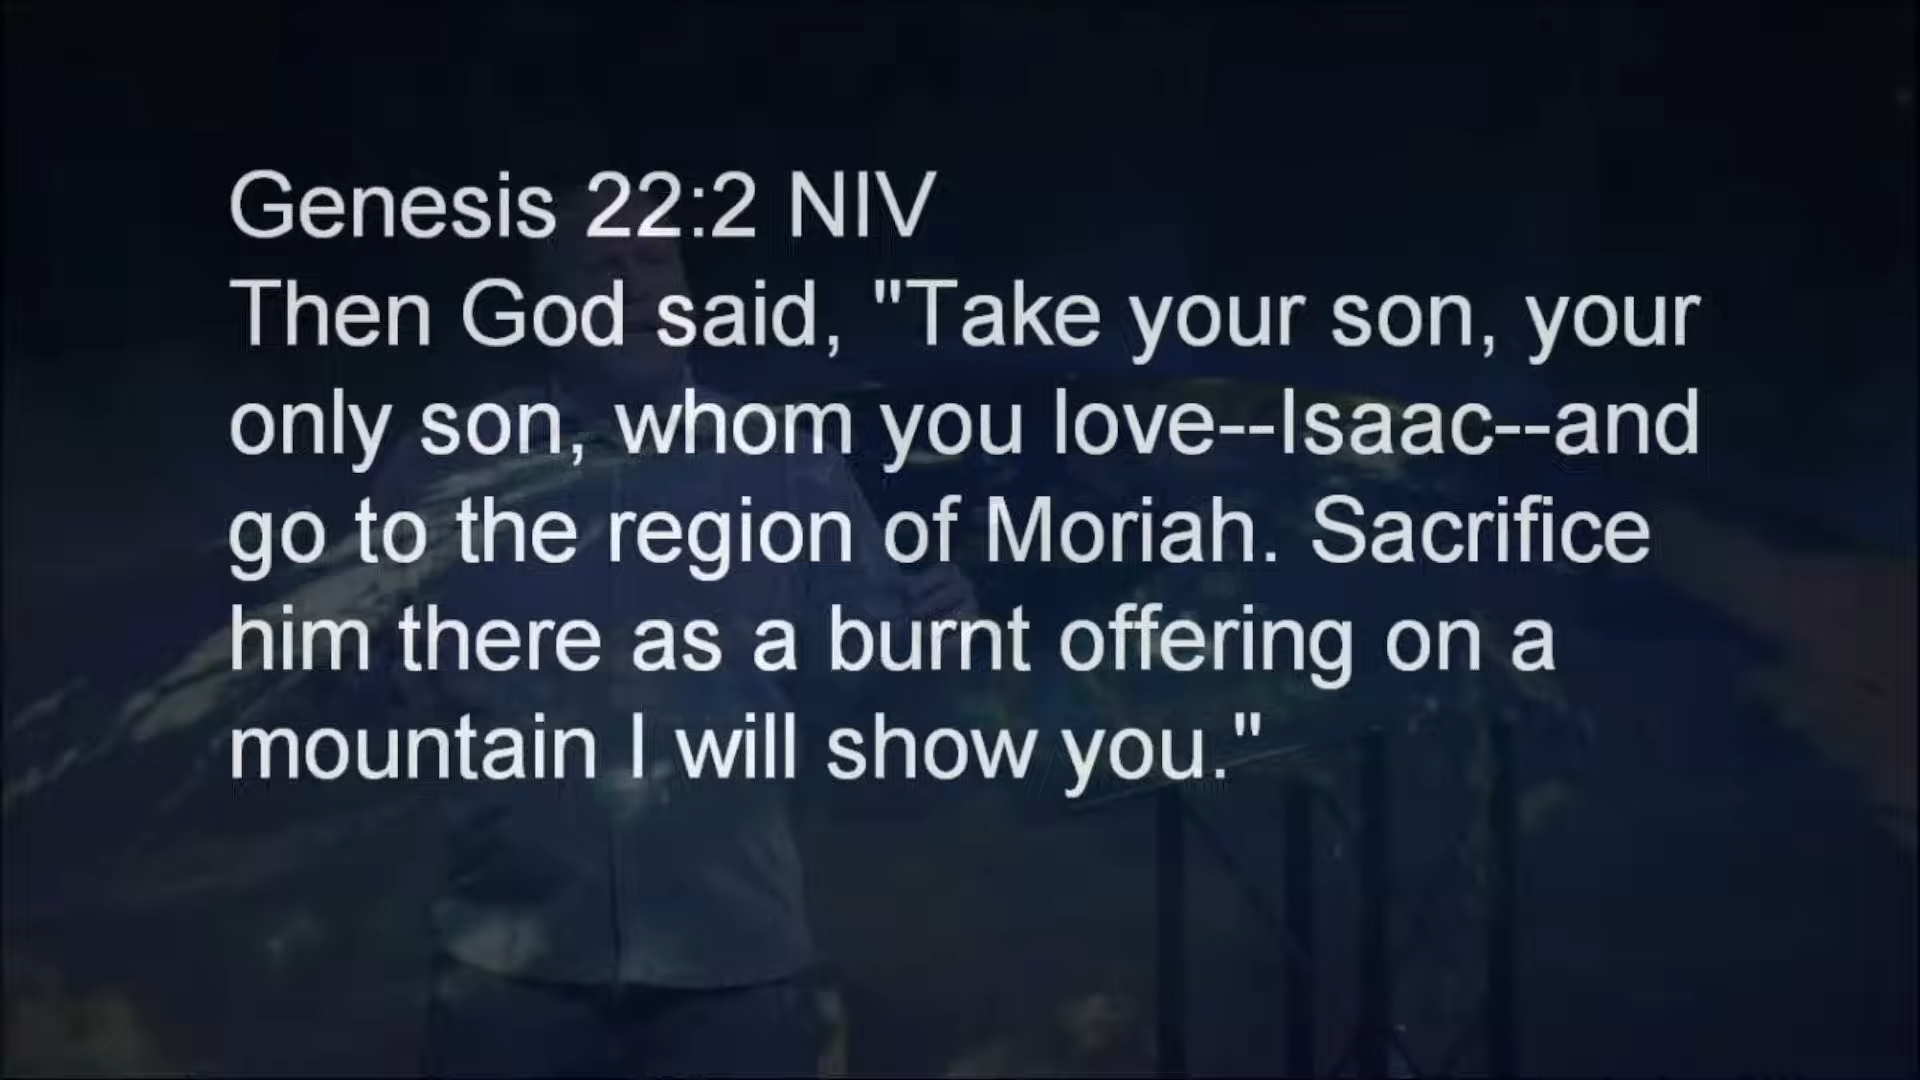 Genesis 22:2 NIV
Then God said, "Take your son, your
only son, whom you love--Isaac--and
go to the region of Moriah. Sacrifice
him there as a burnt offering on a
mountain I will show you."